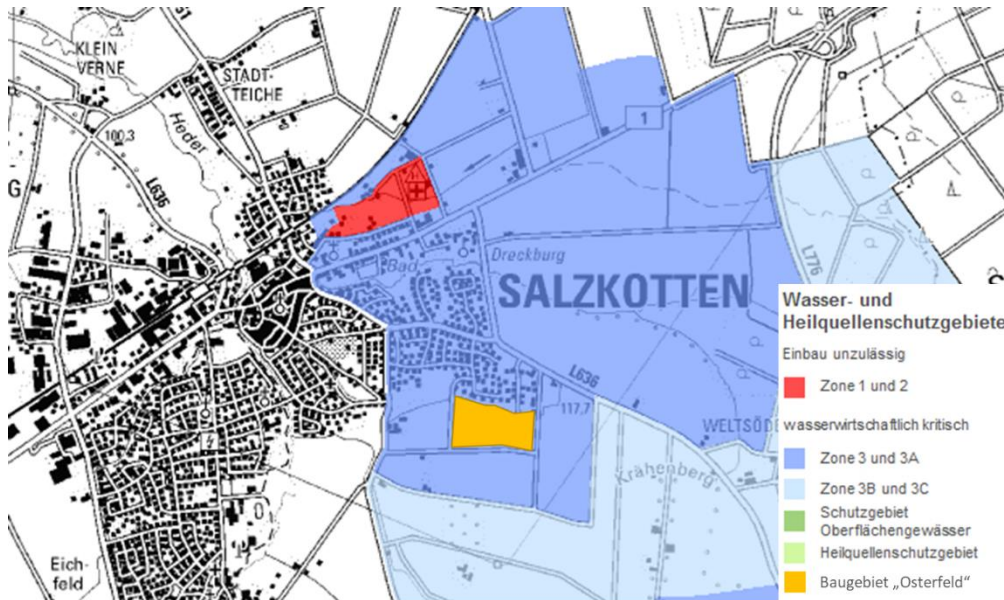 KLEIN
VERNE
STADT-
TEICHE
Heder
100,3
L636
1
Bad
Dreckburg
SALZKOTTEN
L776
L636
117,7
WELTSÖD
Krähenberg
Eich-
feld
Wasser- und
Heilquellenschutzgebiete
Einbau unzulässig
Zone 1 und 2
wasserwirtschaftlich kritisch
Zone 3 und 3A
Zone 3B und 3C
Schutzgebiet
Oberflächengewässer
Heilquellenschutzgebiet
Baugebiet „Osterfeld“